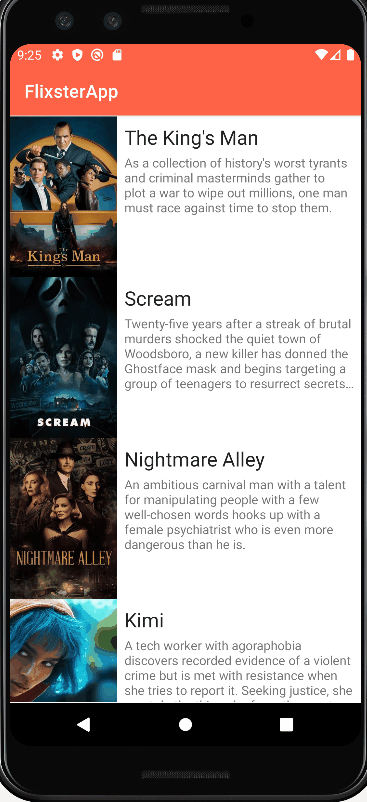 9:25
FlixsterApp
The King's Man
As a collection of history's worst tyrants
and criminal masterminds gather to
plot a war to wipe out millions, one man
must race against time to stop them.
The
King's Man
Scream
Twenty-five years after a streak of brutal
murders shocked the quiet town of
Woodsboro, a new killer has donned the
Ghostface mask and begins targeting a
group of teenagers to resurrect secrets…
SCREAM
Nightmare Alley
An ambitious carnival man with a talent
for manipulating people with a few
well-chosen words hooks up with a
female psychiatrist who is even more
dangerous than he is.
NIGHTMARE ALLEY
Kimi
A tech worker with agoraphobia
discovers recorded evidence of a violent
crime but is met with resistance when
she tries to report it. Seeking justice, she